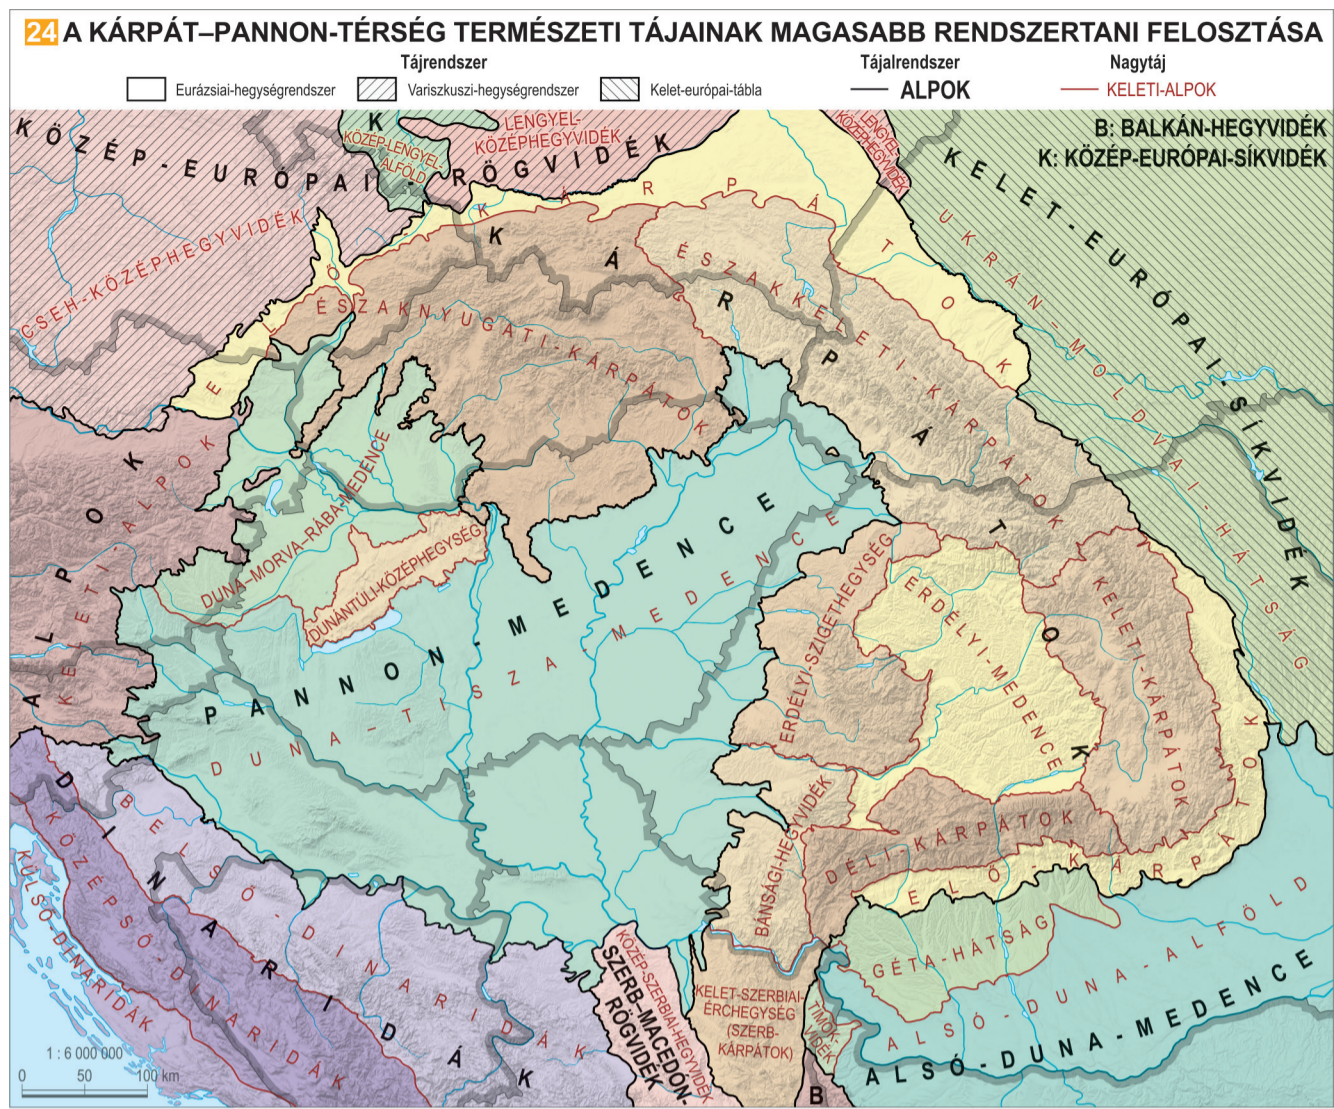 24 A KÁRPÁT–PANNON-TÉRSÉG TERMÉSZETI TÁJAINAK MAGASABB RENDSZERTANI FELOSZTÁSA
Tájrendszer
Eurázsiai-hegységrendszer
Variszkuszi-hegységrendszer
Kelet-európai-tábla
Tájalrendszer
ALPOK
Nagytáj
KELETI-ALPOK
B: BALKÁN-HEGYVIDÉK
K: KÖZÉP-EURÓPAI-SÍKVIDÉK
KÖZÉP-EURÓPAI-RÖGVIDÉK
K
KÖZÉP-LENGYEL-
ALFÖLD
LENGYEL-
KÖZÉPHEGYVIDÉK
LENGYEL-
KÖZÉPHEGYVIDÉK
CSEH-KÖZÉPHEGYVIDÉK
KELET-EURÓPAI-SÍKVIDÉK
UKRÁN-MOLDVAI-HÁTSÁG
ELŐ-KÁRPÁTOK
KÁRPÁTOK
ÉSZAKNYUGATI-KÁRPÁTOK
ÉSZAKKELETI-KÁRPÁTOK
ALPOK
KELETI-ALPOK
DUNA–MORVA–RÁBA-MEDENCE
DUNÁNTÚLI-KÖZÉPHEGYSÉG
PANNON-MEDENCE
DUNA-TISZA-MEDENCE
ERDÉLYI-SZIGETHEGYSÉG
ERDÉLYI-MEDENCE
KELETI-KÁRPÁTOK
BÁNSÁGI-HEGYVIDÉK
DÉLI-KÁRPÁTOK
ELŐ-KÁRPÁTOK
DINARIDÁK
BELSŐ-DINARIDÁK
KÖZÉPSŐ-DINARIDÁK
KÜLSŐ-DINARIDÁK
KÖZÉP-SZERBIAI-HEGYVIDÉK
SZERB-MACEDÓN-
RÖGVIDÉK
KELET-SZERBIAI-
ÉRCHEGYSÉG
(SZERB-
KÁRPÁTOK)
TIMOK-
VIDÉK
B
GÉTA-HÁTSÁG
ALSÓ-DUNA-ALFÖLD
ALSÓ-DUNA-MEDENCE
1 : 6 000 000
0 50 100 km